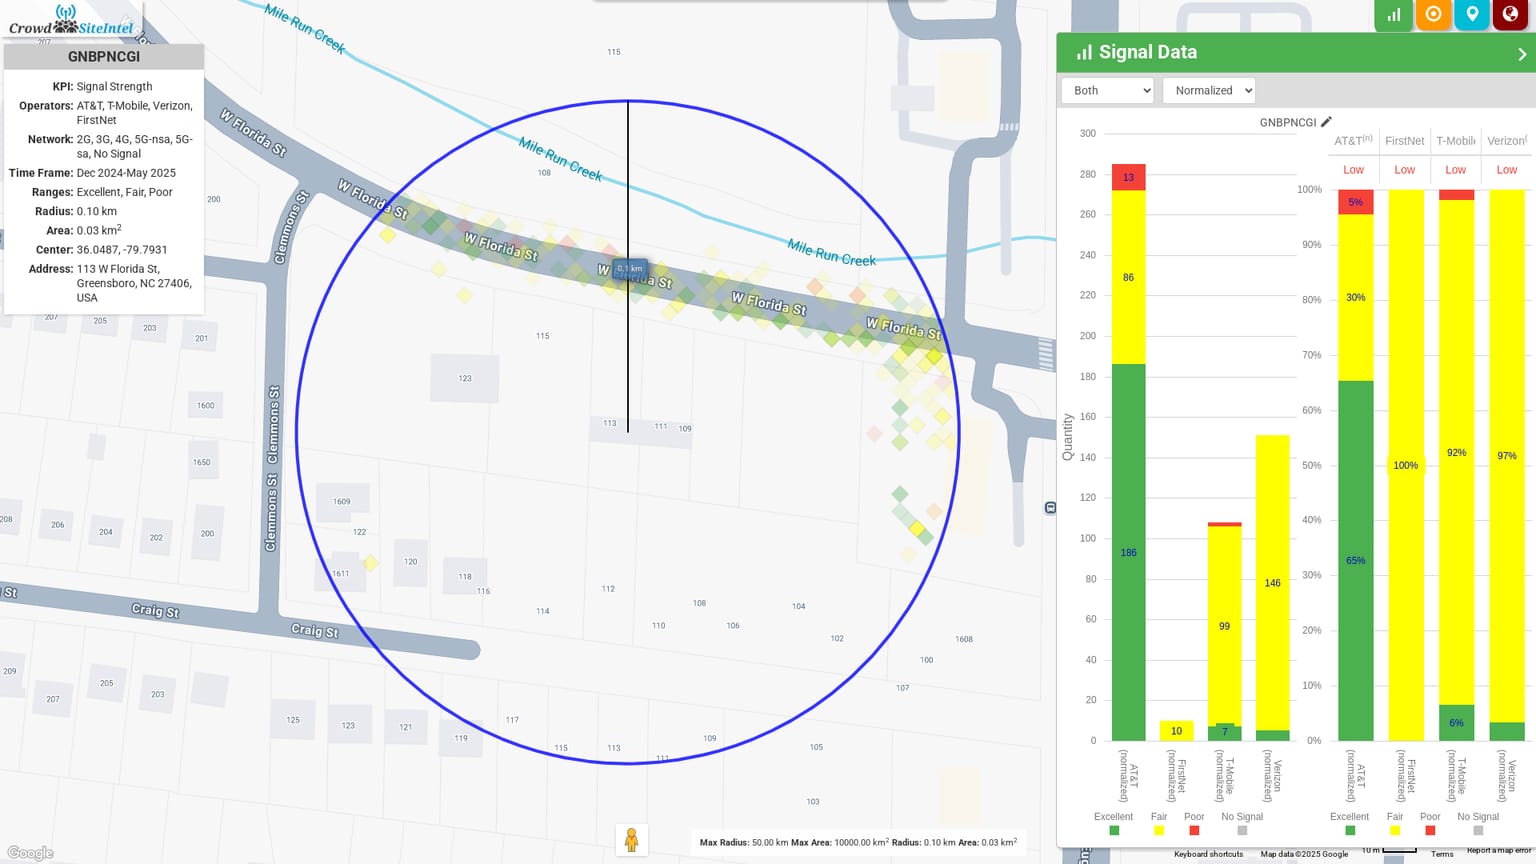 CrowdSiteIntel
GNBPNCGI
KPI: Signal Strength
Operators: AT&T, T-Mobile, Verizon,
FirstNet
Network: 2G, 3G, 4G, 5G-nsa, 5G-
sa, No Signal
Time Frame: Dec 2024-May 2025
Ranges: Excellent, Fair, Poor
Radius: 0.10 km
Area: 0.03 km²
Center: 36.0487, -79.7931
Address: 113 W Florida St,
Greensboro, NC 27406,
USA
207
Mile Run Creek
115
W Florida St
Mile Run Creek
108
200
W Florida St
Clemmons St
W Florida St
Mile Run Creek
0.1 km
W Florida St
W Florida St
W Florida St
207
205
203
201
115
123
1600
113
111
109
Clemmons St
1650
Clemmons St
1609
208
206
204
202
200
122
1611
120
118
116
114
112
108
104
110
106
102
1608
100
107
St
Craig St
Craig St
209
207
205
203
125
123
121
119
117
115
113
111
109
105
103
Google
Max Radius: 50.00 km Max Area: 10000.00 km² Radius: 0.10 km Area: 0.03 km²
Signal Data
Both
Normalized
GNBPNCGI
300
280
260
240
220
200
180
160
140
120
100
80
60
40
20
0
Quantity
13
86
186
10
99
7
146
AT&T
(normalized)
FirstNet
(normalized)
T-Mobile
(normalized)
Verizon
(normalized)
Excellent Fair Poor No Signal
AT&T(n) FirstNet T-Mobile Verizon(
Low Low Low Low
100%
90%
80%
70%
60%
50%
40%
30%
20%
10%
0%
5%
30%
65%
100%
92%
6%
97%
AT&T
(normalized)
FirstNet
(normalized)
T-Mobile
(normalized)
Verizon
(normalized)
Excellent Fair Poor No Signal
Keyboard shortcuts Map data ©2025 Google 10 m Terms Report a map error